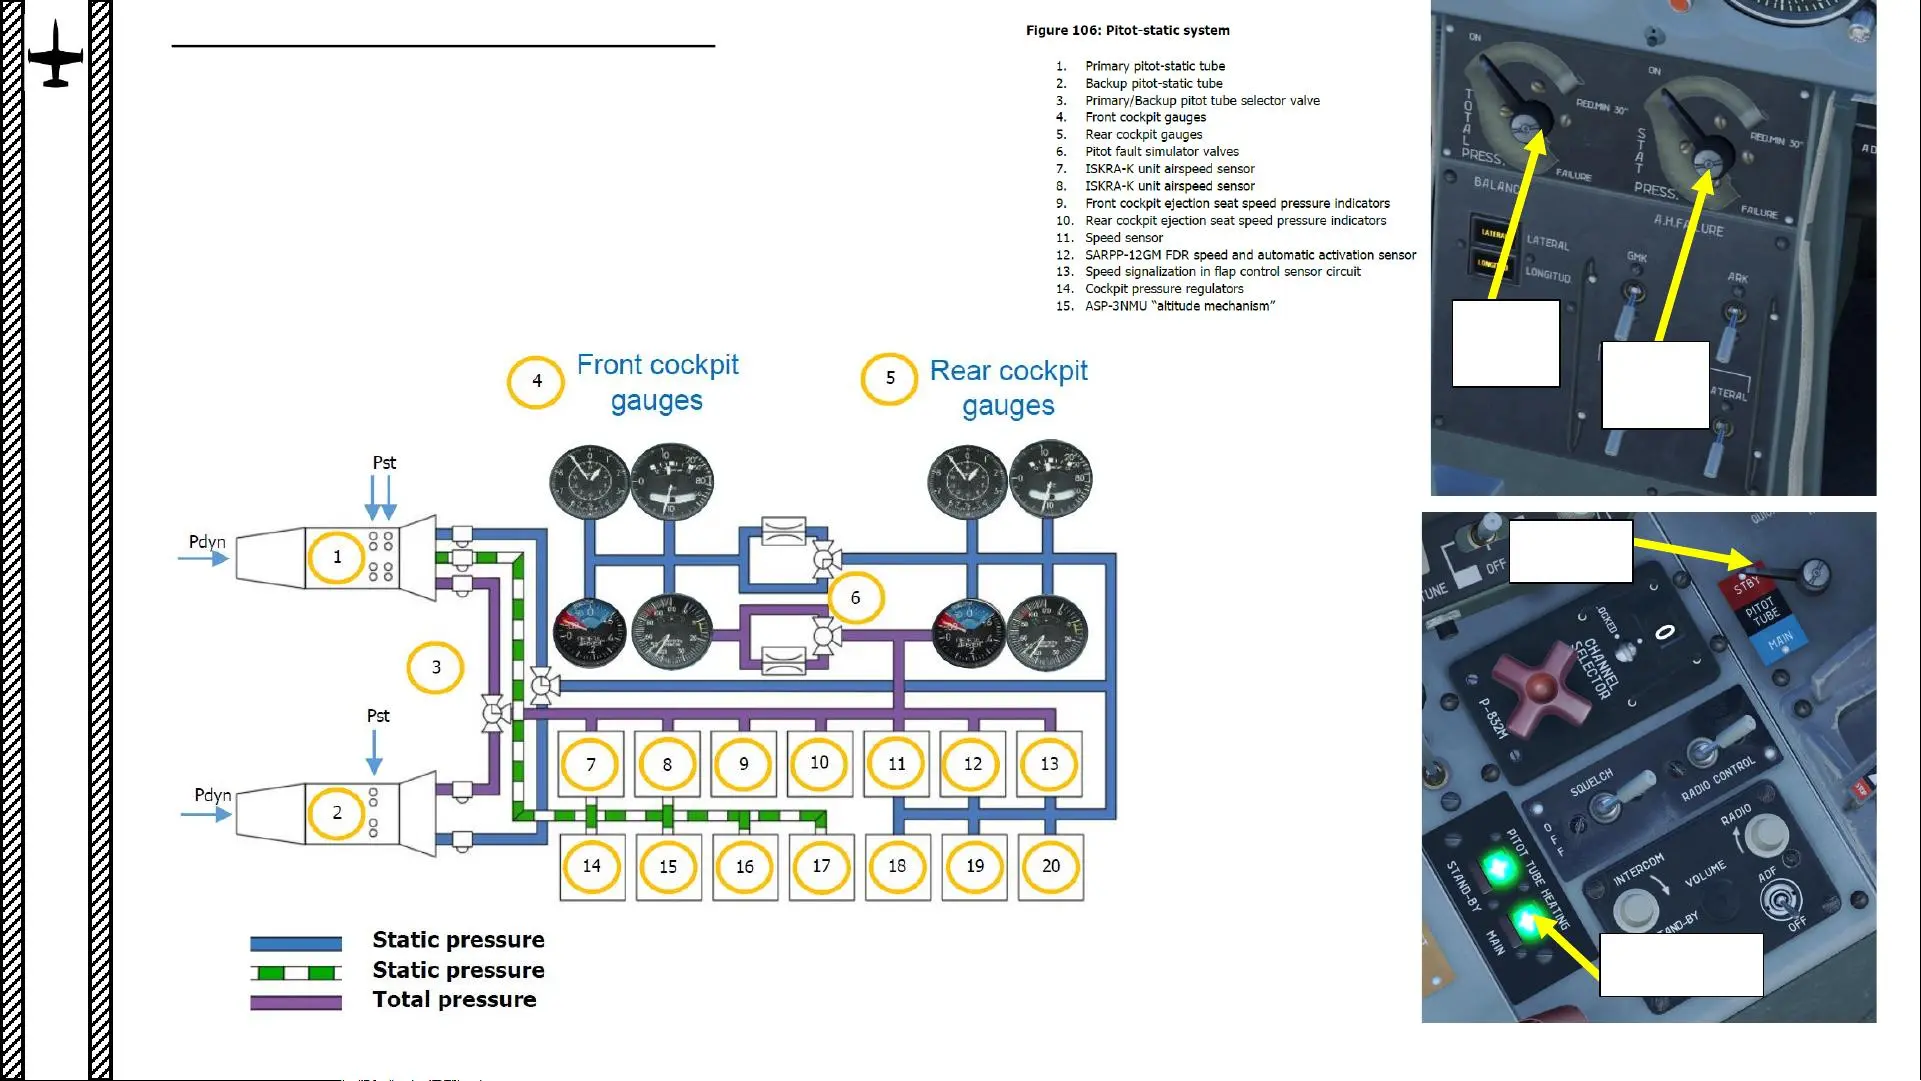 Figure 106: Pitot-static system
1. Primary pitot-static tube
2. Backup pitot-static tube
3. Primary/Backup pitot tube selector valve
4. Front cockpit gauges
5. Rear cockpit gauges
6. Pitot fault simulator valves
7. ISKRA-K unit airspeed sensor
8. ISKRA-K unit airspeed sensor
9. Front cockpit ejection seat speed pressure indicators
10. Rear cockpit ejection seat speed pressure indicators
11. Speed sensor
12. SARPP-12GM FDR speed and automatic activation sensor
13. Speed signalization in flap control sensor circuit
14. Cockpit pressure regulators
15. ASP-3NMU “altitude mechanism”
4
Front cockpit
gauges
5
Rear cockpit
gauges
Pst
Pdyn
1
6
3
Pst
Pdyn
2
7 8 9 10 11 12 13
14 15 16 17 18 19 20
Static pressure
Static pressure
Total pressure
ON
TOTAL
PRESS.
RED.MIN 30"
FAILURE
ON
STAT
PRESS.
RED.MIN 30"
FAILURE
BALANC
A.H.FAILURE
LATERAL
LONGITUD.
GMK
ARK
ATERAL
TUNE
OFF
STBY
PITOT
TUBE
MAIN
OCKED
0
CHANNEL
SELECTOR
P-832M
SQUELCH
RADIO CONTROL
OFF
PITOT TUBE HEATING
STAND-BY
MAIN
INTERCOM
VOLUME
RADIO
ADF
OFF
TAND-BY